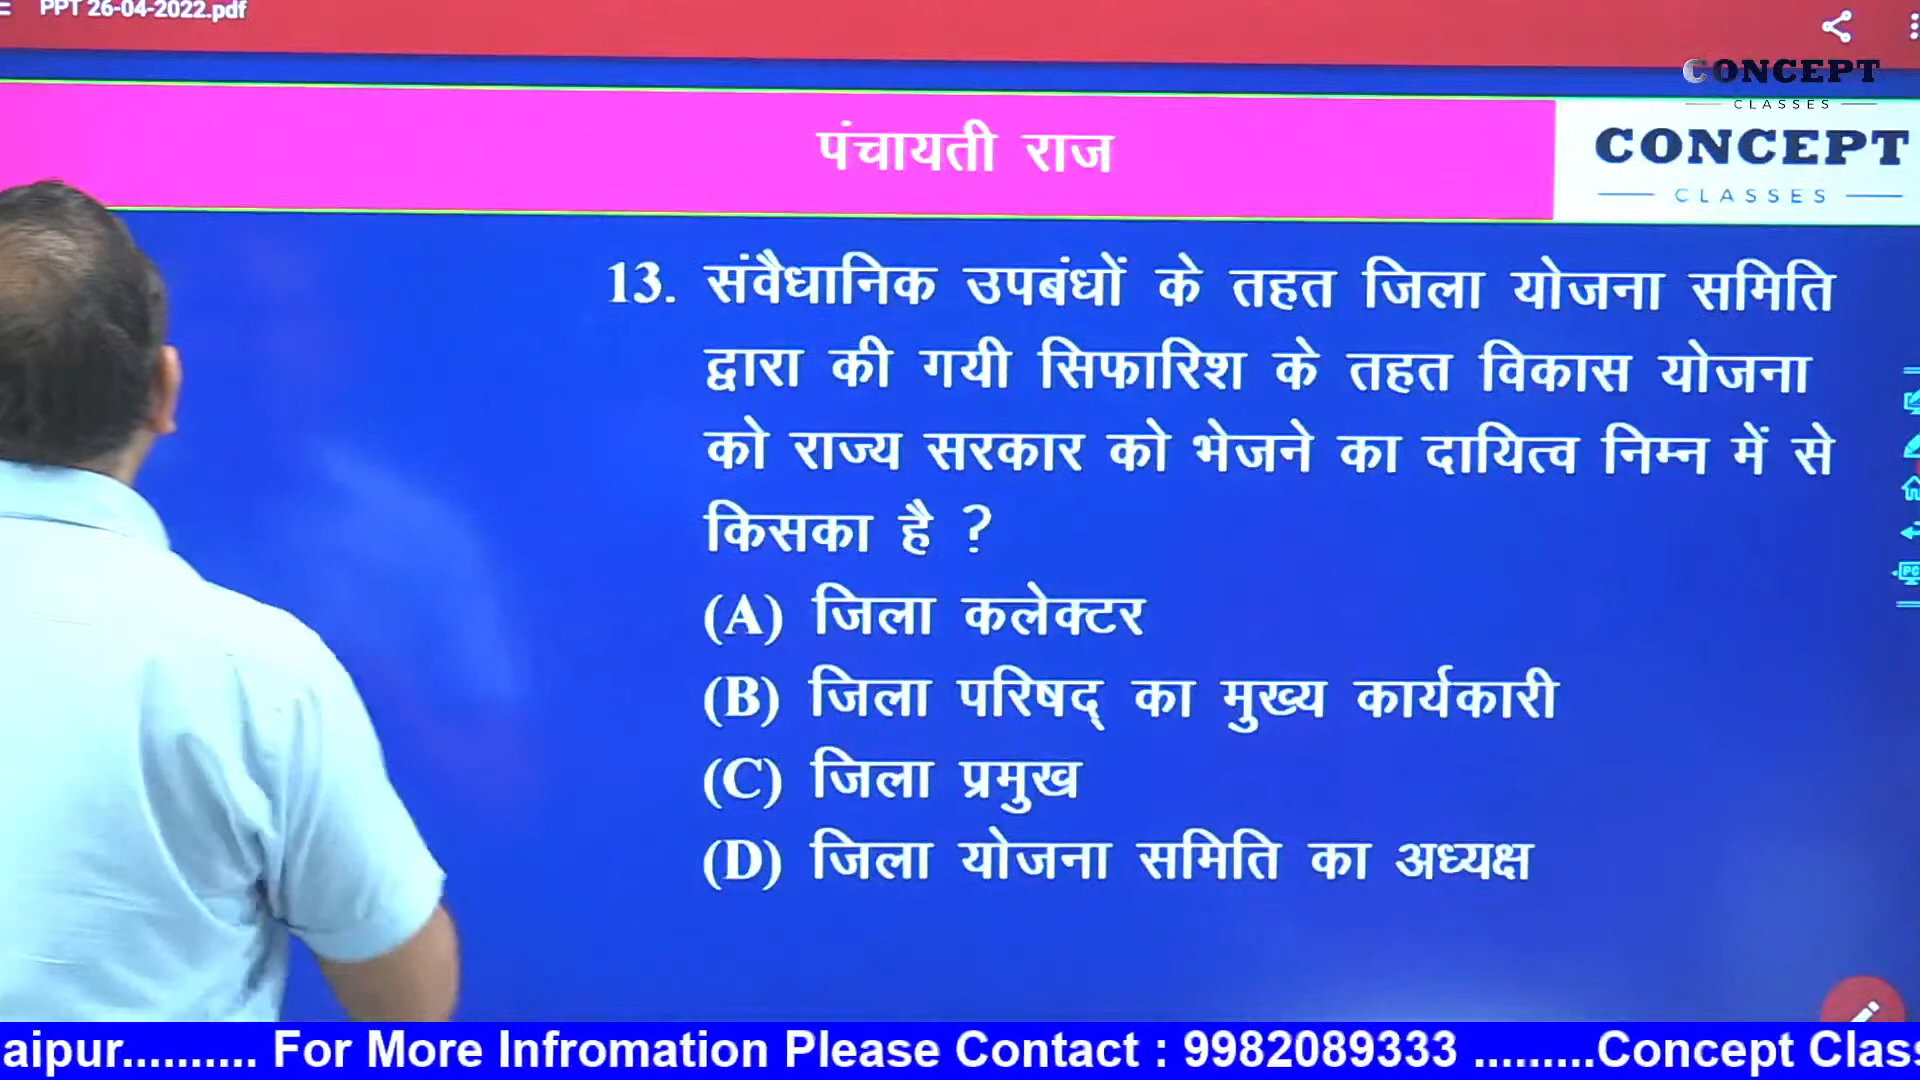 PPT 26-04-2022.pdf
CONCEPT
CLASSES
पंचायती राज
CONCEPT
CLASSES
13. संवैधानिक उपबंधों के तहत जिला योजना समिति
द्वारा की गयी सिफारिश के तहत विकास योजना
को राज्य सरकार को भेजने का दायित्व निम्न में से
किसका है ?
(A) जिला कलेक्टर
(B) जिला परिषद् का मुख्य कार्यकारी
(C) जिला प्रमुख
(D) जिला योजना समिति का अध्यक्ष
PC
aipur.......... For More Infromation Please Contact : 9982089333 .........Concept Clas